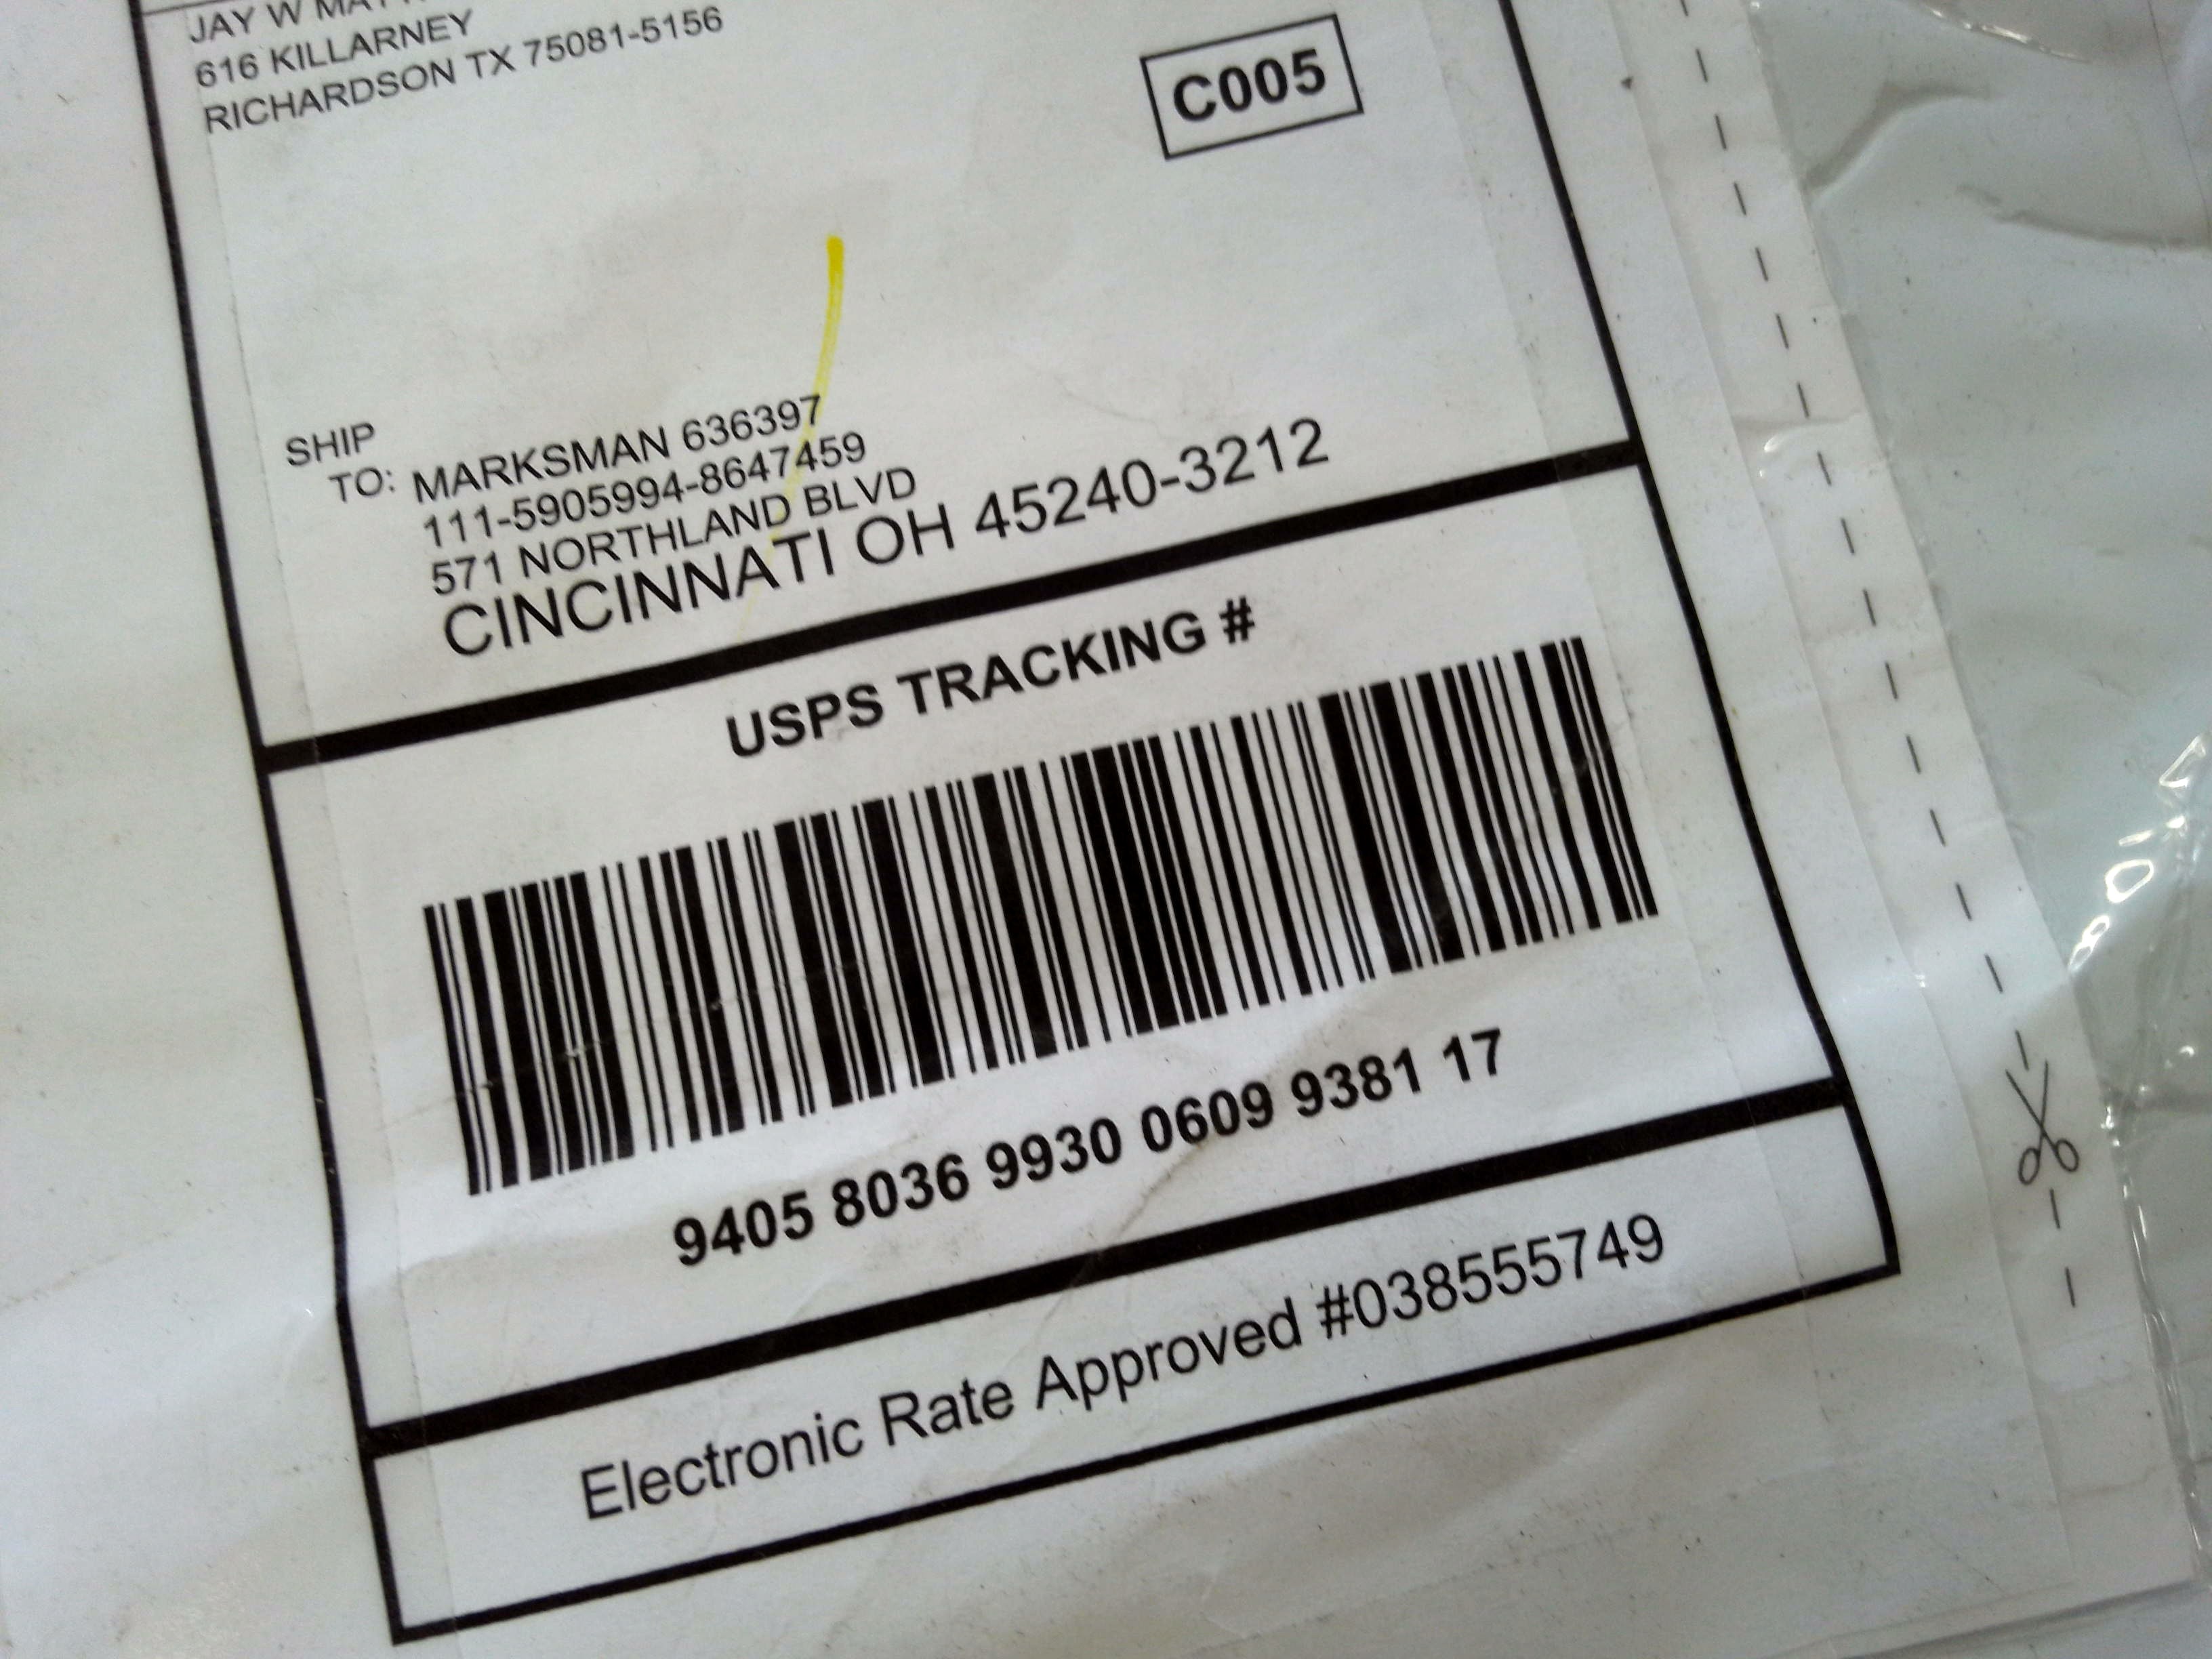 JAY W
616 KILLARNEY
RICHARDSON TX 75081-5156
C005
SHIP
TO: MARKSMAN 636397
111-5905994-8647459
571 NORTHLAND BLVD
CINCINNATI OH 45240-3212
USPS TRACKING #
9405 8036 9930 0609 9381 17
Electronic Rate Approved #038555749